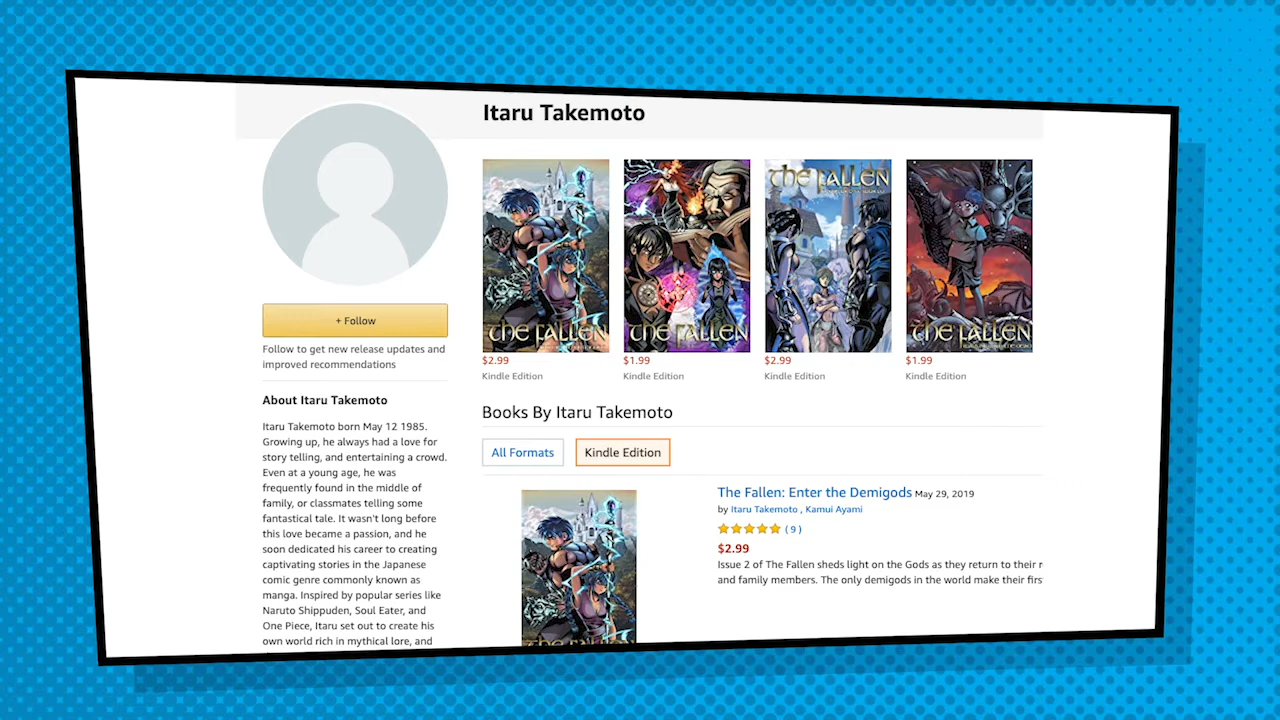 Itaru Takemoto
THE FALLEN
THE FALLEN
THE FALLEN
THE FALLEN
$2.99
$1.99
$2.99
$1.99
Kindle Edition
Kindle Edition
Kindle Edition
Kindle Edition
+ Follow
Follow to get new release updates and
improved recommendations
About Itaru Takemoto
Itaru Takemoto born May 12 1985.
Growing up, he always had a love for
story telling, and entertaining a crowd.
Even at a young age, he was
frequently found in the middle of
family, or classmates telling some
fantastical tale. It wasn't long before
this love became a passion, and he
soon dedicated his career to creating
captivating stories in the Japanese
comic genre commonly known as
manga. Inspired by popular series like
Naruto Shippuden, Soul Eater, and
One Piece, Itaru set out to create his
own world rich in mythical lore, and
Books By Itaru Takemoto
All Formats
Kindle Edition
The Fallen: Enter the Demigods May 29, 2019
by Itaru Takemoto , Kamui Ayami
( 9 )
$2.99
Issue 2 of The Fallen sheds light on the Gods as they return to their r
and family members. The only demigods in the world make their firs
THE FALLEN